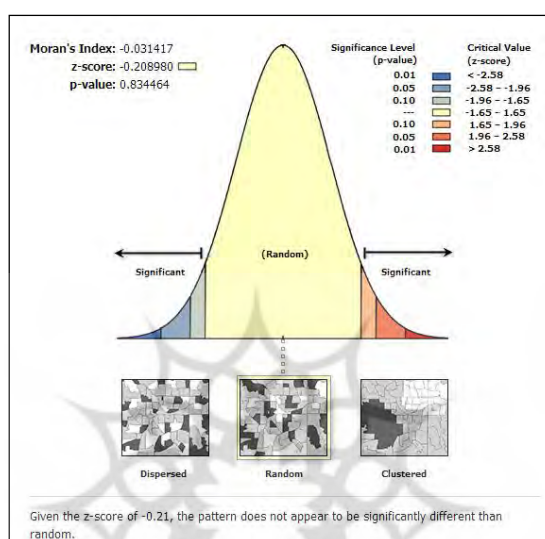 Moran's Index: -0.031417
z-score: -0.208980
p-value: 0.834464
Significance Level
(p-value)
Critical Value
(z-score)
0.01 < -2.58
0.05 -2.58 – -1.96
0.10 -1.96 – -1.65
--- -1.65 – 1.65
0.10 1.65 – 1.96
0.05 1.96 – 2.58
0.01 > 2.58
(Random)
Significant
Significant
Dispersed
Random
Clustered
Given the z-score of -0.21, the pattern does not appear to be significantly different than
random.